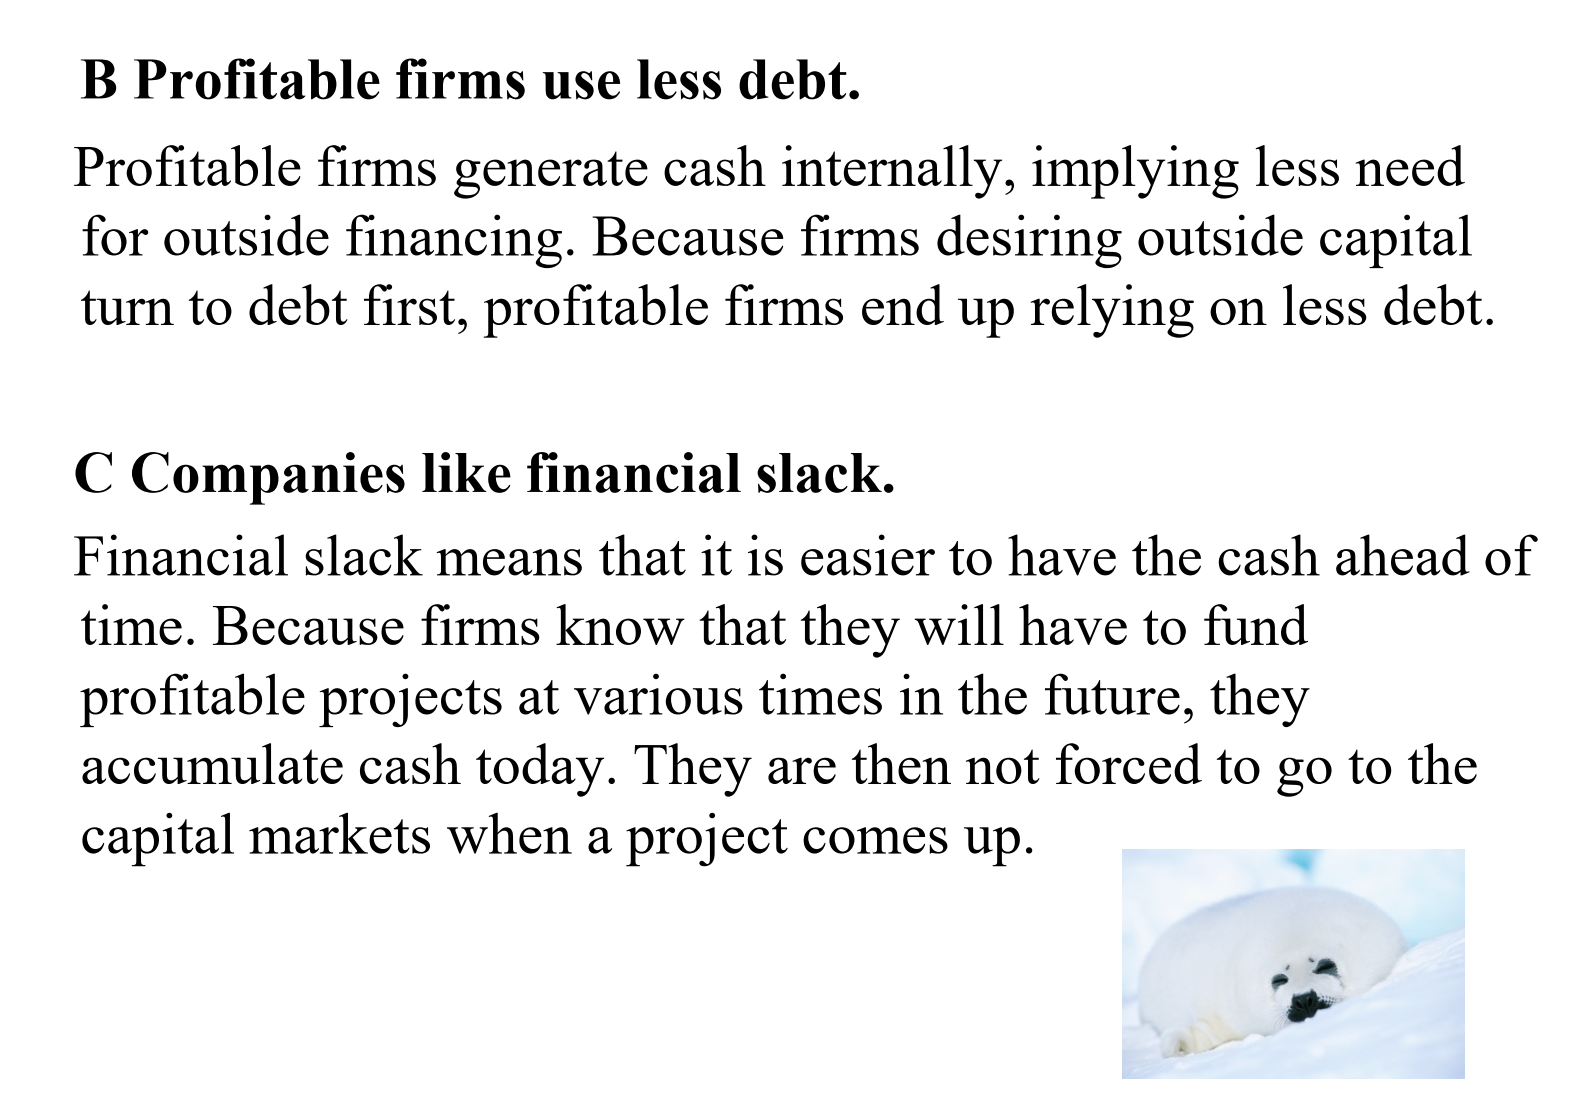 B Profitable firms use less debt.
Profitable firms generate cash internally, implying less need
for outside financing. Because firms desiring outside capital
turn to debt first, profitable firms end up relying on less debt.
C Companies like financial slack.
Financial slack means that it is easier to have the cash ahead of
time. Because firms know that they will have to fund
profitable projects at various times in the future, they
accumulate cash today. They are then not forced to go to the
capital markets when a project comes up.